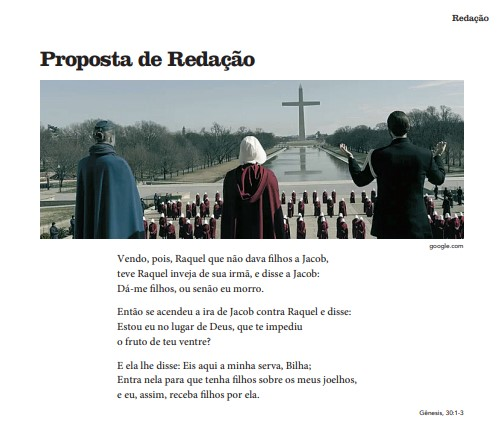 Redação
Proposta de Redação
google.com
Vendo, pois, Raquel que não dava filhos a Jacob,
teve Raquel inveja de sua irmã, e disse a Jacob:
Dá-me filhos, ou senão eu morro.
Então se acendeu a ira de Jacob contra Raquel e disse:
Estou eu no lugar de Deus, que te impediu
o fruto de teu ventre?
E ela lhe disse: Eis aqui a minha serva, Bilha;
Entra nela para que tenha filhos sobre os meus joelhos,
e eu, assim, receba filhos por ela.
Gênesis, 30:1-3